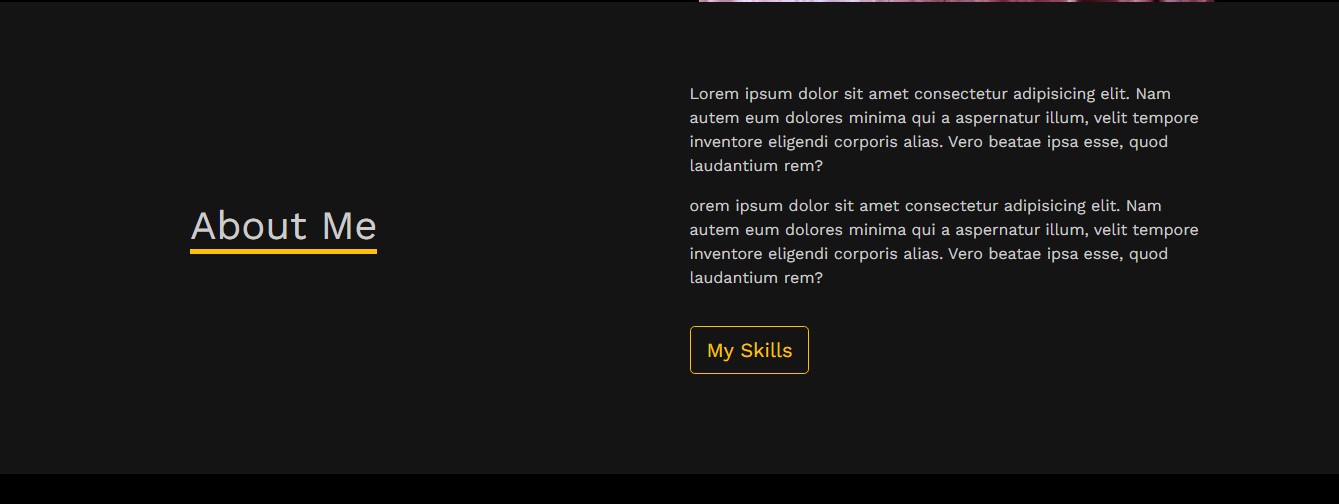 About Me
Lorem ipsum dolor sit amet consectetur adipisicing elit. Nam
autem eum dolores minima qui a aspernatur illum, velit tempore
inventore eligendi corporis alias. Vero beatae ipsa esse, quod
laudantium rem?
orem ipsum dolor sit amet consectetur adipisicing elit. Nam
autem eum dolores minima qui a aspernatur illum, velit tempore
inventore eligendi corporis alias. Vero beatae ipsa esse, quod
laudantium rem?
My Skills